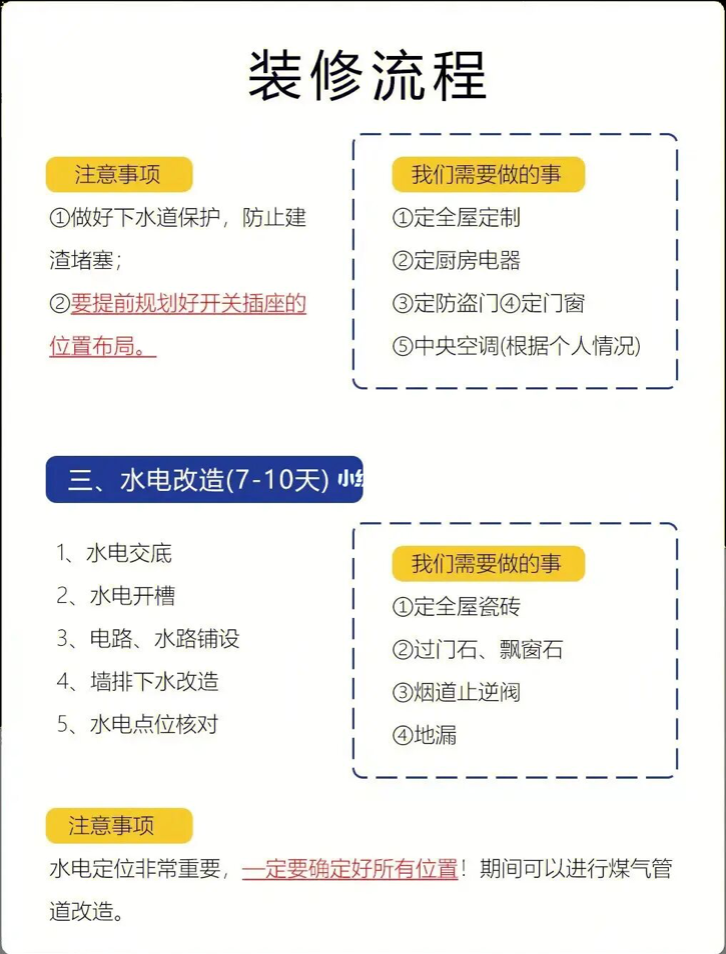 装修流程
注意事项
①做好下水道保护，防止建
渣堵塞；
②要提前规划好开关插座的
位置布局。
我们需要做的事
①定全屋定制
②定厨房电器
③定防盗门④定门窗
⑤中央空调(根据个人情况)
三、水电改造(7-10天)
1、水电交底
2、水电开槽
3、电路、水路铺设
4、墙排下水改造
5、水电点位核对
我们需要做的事
①定全屋瓷砖
②过门石、飘窗石
③烟道止逆阀
④地漏
注意事项
水电定位非常重要，一定要确定好所有位置！期间可以进行煤气管
道改造。